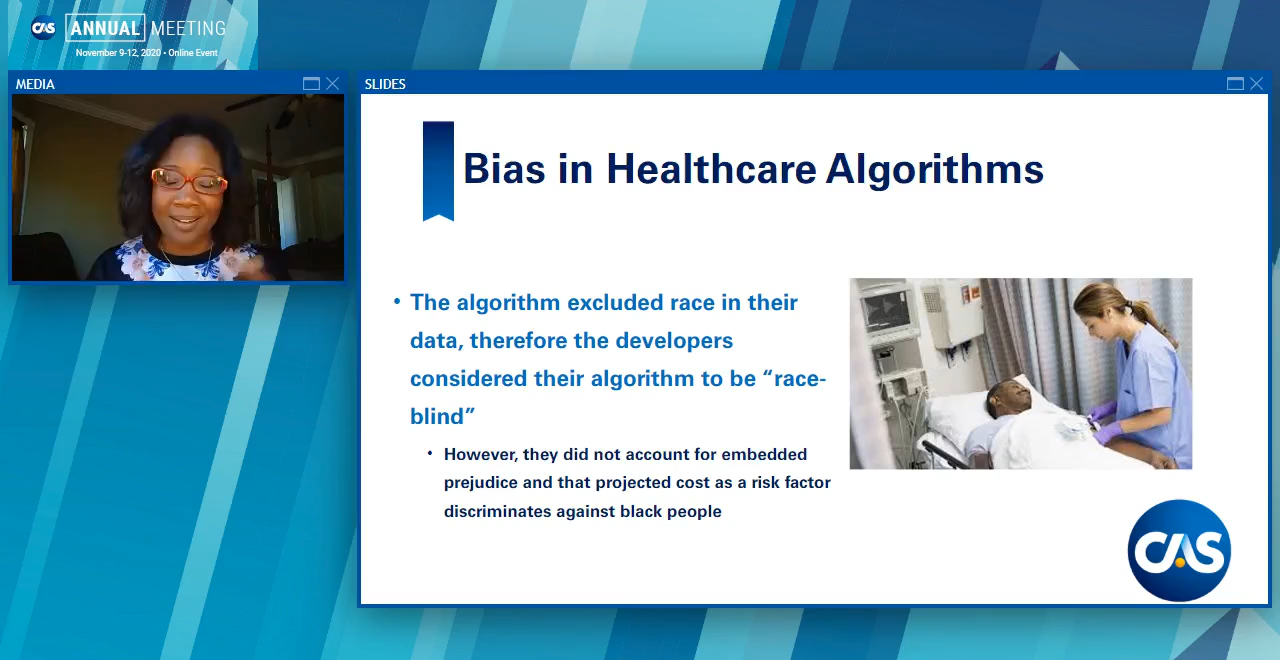 CAS ANNUAL MEETING
November 9-12, 2020 • Online Event
MEDIA
SLIDES
Bias in Healthcare Algorithms
• The algorithm excluded race in their
data, therefore the developers
considered their algorithm to be “race-
blind”
• However, they did not account for embedded
prejudice and that projected cost as a risk factor
discriminates against black people
CAS